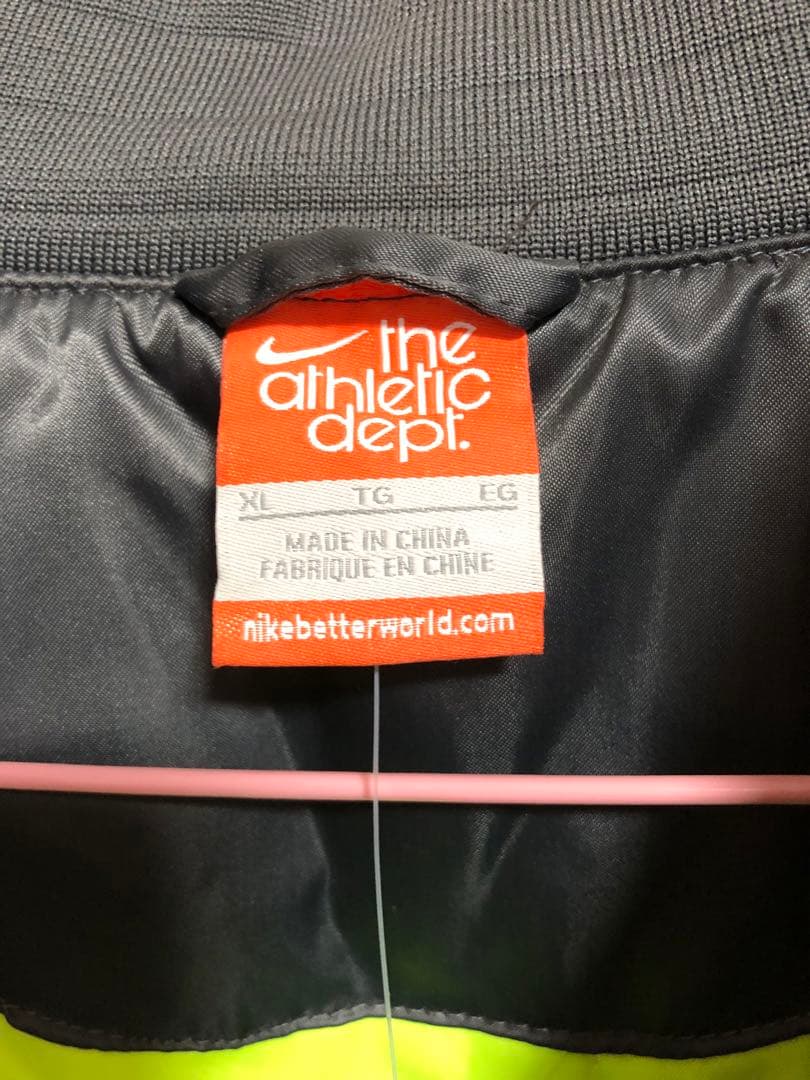 the
athletic
dept.
XL TG EG
MADE IN CHINA
FABRIQUE EN CHINE
nikebetterworld.com